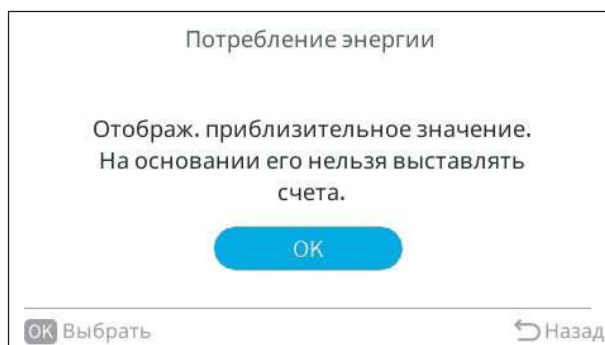 Потребление энергии
Отображ. приблизительное значение.
На основании его нельзя выставлять
счета.
OK
OK Выбрать
Назад